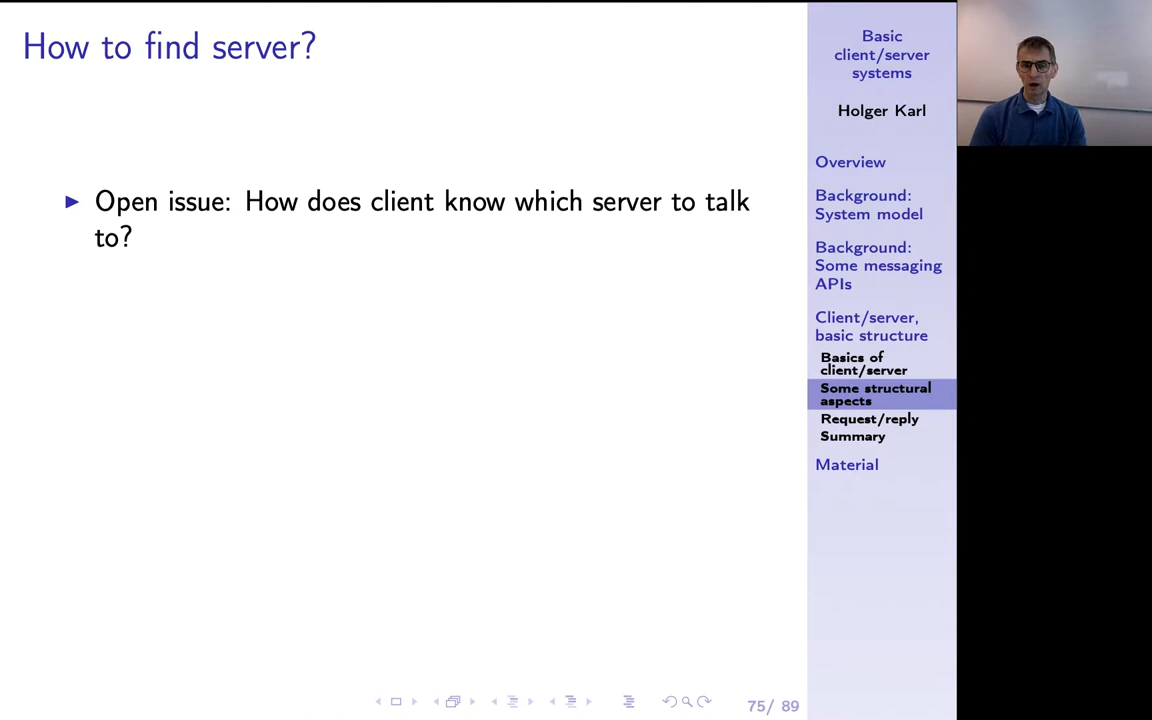 How to find server?
Open issue: How does client know which server to talk
to?
Basic
client/server
systems
Holger Karl
Overview
Background:
System model
Background:
Some messaging
APIs
Client/server,
basic structure
Basics of
client/server
Some structural
aspects
Request/reply
Summary
Material
75/ 89